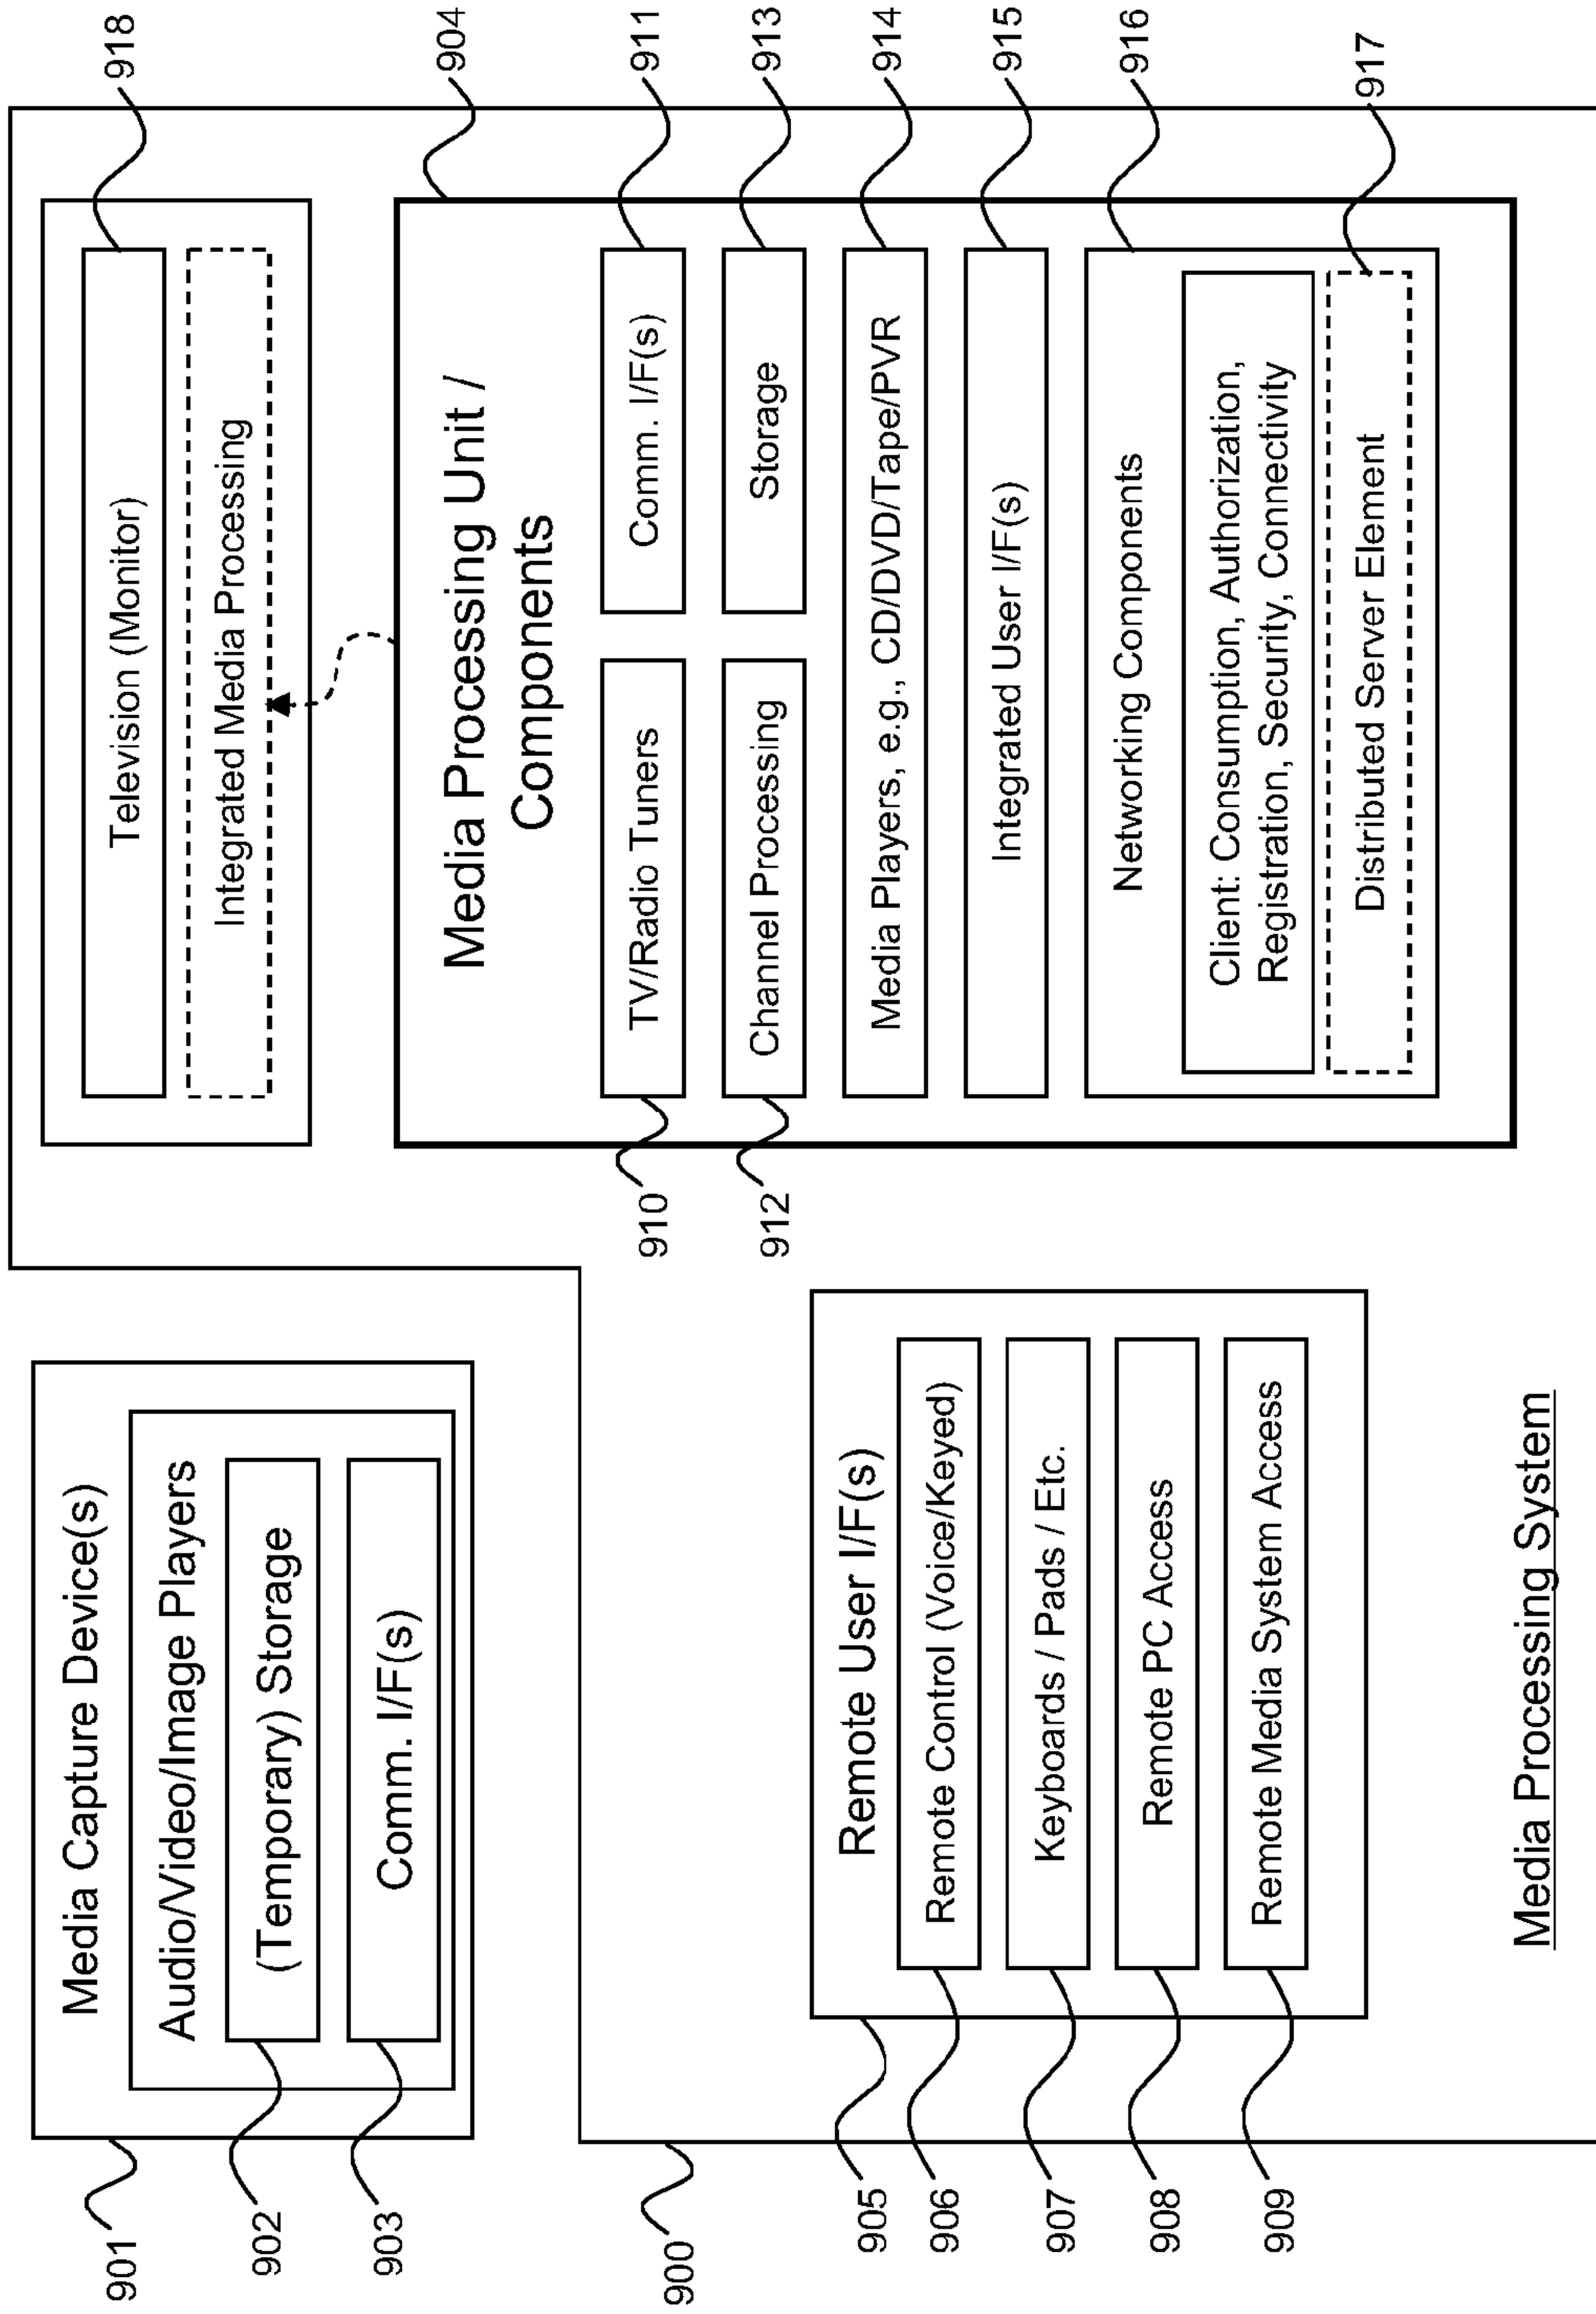 Media Capture Device(s)
Audio/Video/Image Players
(Temporary) Storage
Comm. I/F(s)
901
902
903
900
Remote User I/F(s)
Remote Control (Voice/Keyed)
Keyboards / Pads / Etc.
Remote PC Access
Remote Media System Access
905
906
907
908
909
Media Processing System
Television (Monitor)
Integrated Media Processing
918
Media Processing Unit /
Components
904
TV/Radio Tuners
910
Comm. I/F(s)
911
Channel Processing
912
Storage
913
Media Players, e.g., CD/DVD/Tape/PVR
914
Integrated User I/F(s)
915
Networking Components
916
Client: Consumption, Authorization,
Registration, Security, Connectivity
Distributed Server Element
917